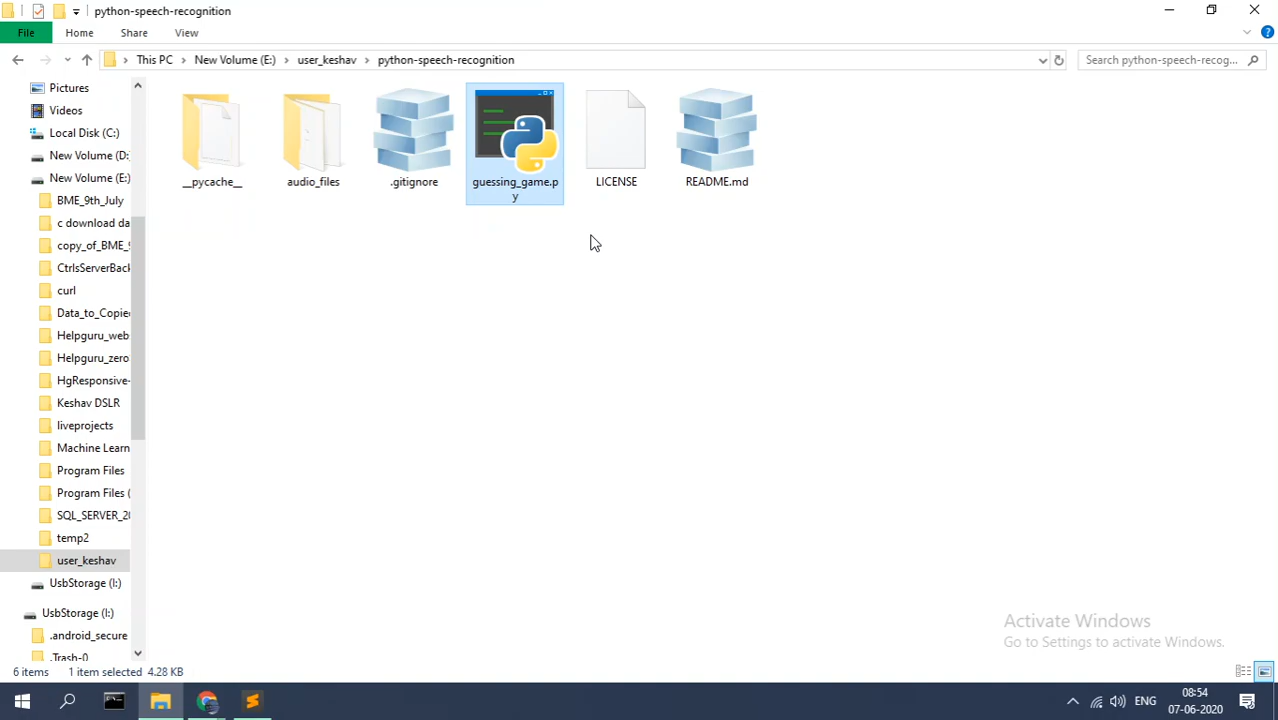 python-speech-recognition
File
Home
Share
View
This PC
New Volume (E:)
user_keshav
python-speech-recognition
Search python-speech-recog...
Pictures
Videos
Local Disk (C:)
New Volume (D:
New Volume (E:)
BME_9th_July
c download da
copy_of_BME_9
CtrlsServerBack
curl
Data_to_Copie
Helpguru_web
Helpguru_zero
HgResponsive-
Keshav DSLR
liveprojects
Machine Learn
Program Files
Program Files (
SQL_SERVER_20
temp2
user_keshav
UsbStorage (I:)
UsbStorage (I:)
.android_secure
.Trash-0
__pycache__
audio_files
.gitignore
guessing_game.p
y
LICENSE
README.md
Activate Windows
Go to Settings to activate Windows.
6 items
1 item selected 4.28 KB
ENG
08:54
07-06-2020